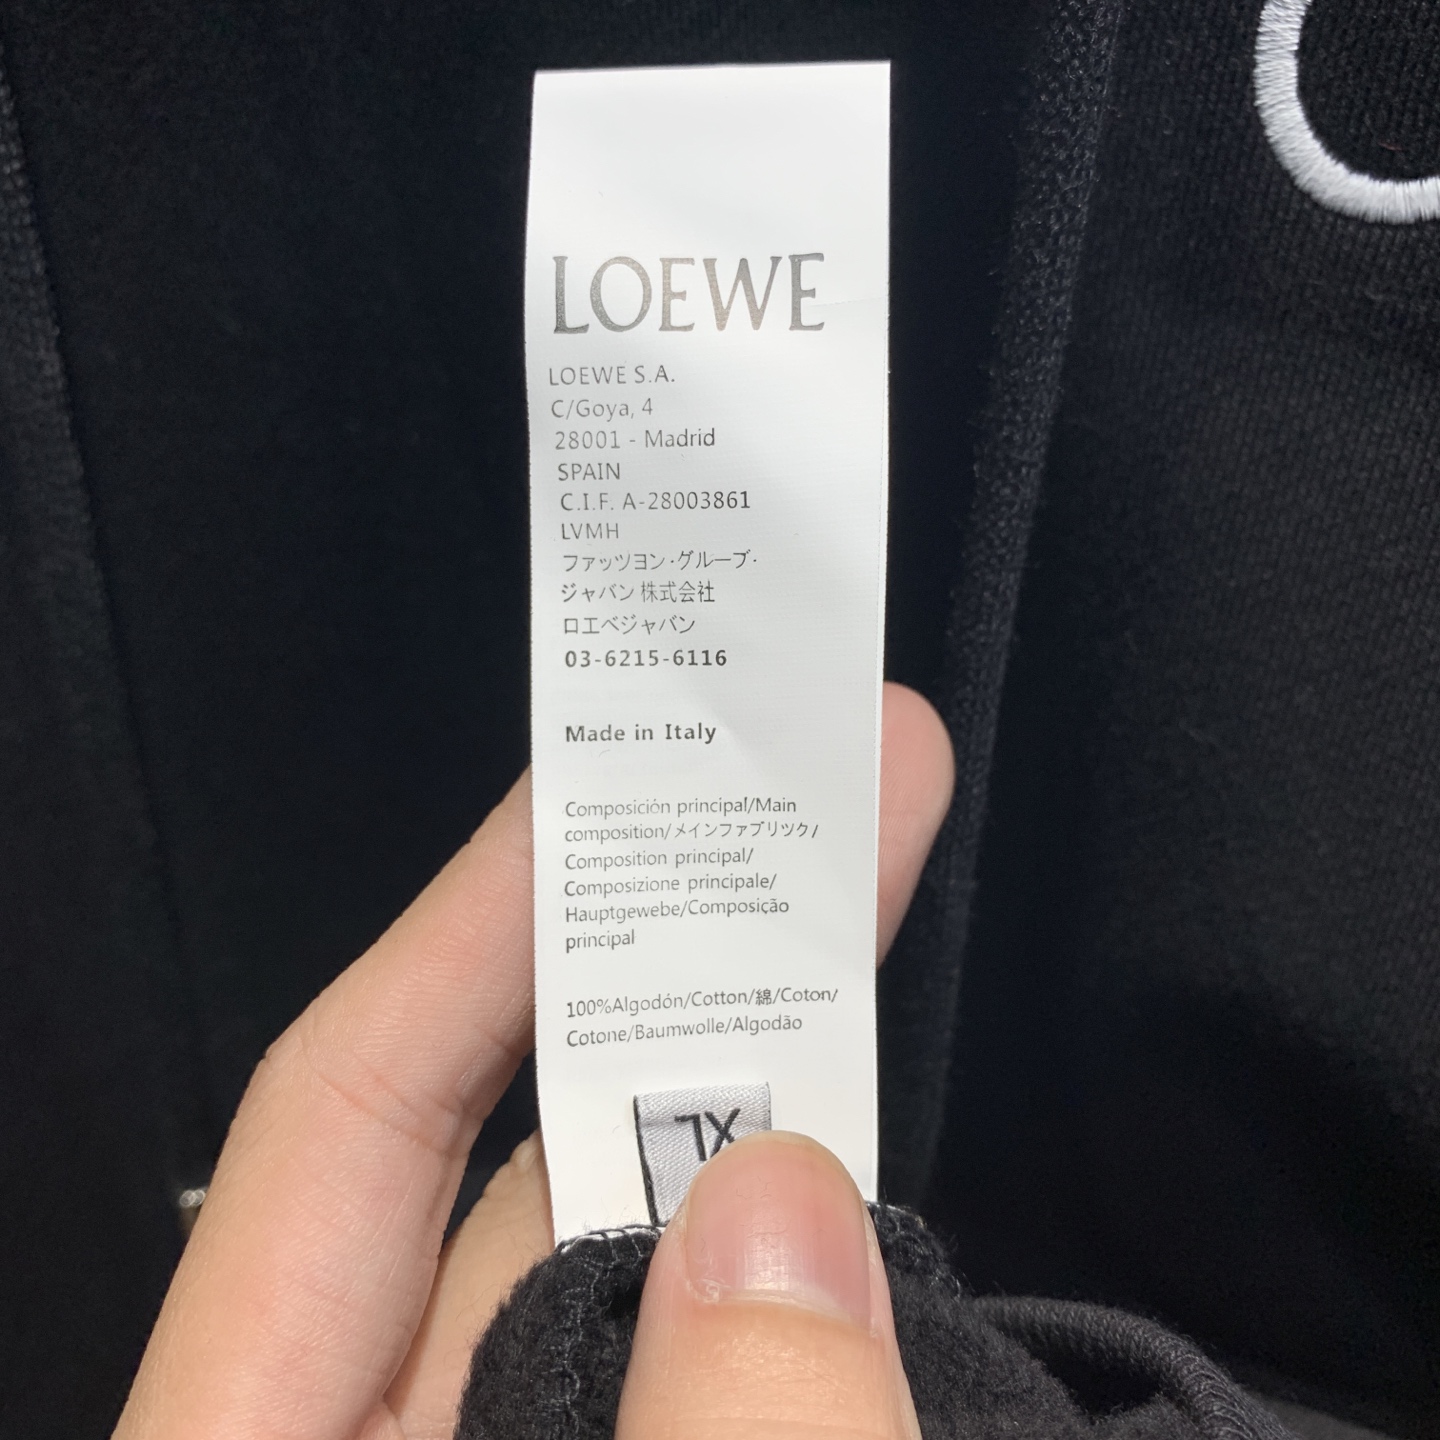 LOEWE
LOEWE S.A.
C/Goya, 4
28001 - Madrid
SPAIN
C.I.F. A-28003861
LVMH
ファッツヨン・グループ・
ジャバン 株式会社
ロエベジャバン
03-6215-6116
Made in Italy
Composición principal/Main
composition/メインファブリツク/
Composition principal/
Composizione principale/
Hauptgewebe/Composição
principal
100%Algodón/Cotton/綿/Coton/
Cotone/Baumwolle/Algodão
XL